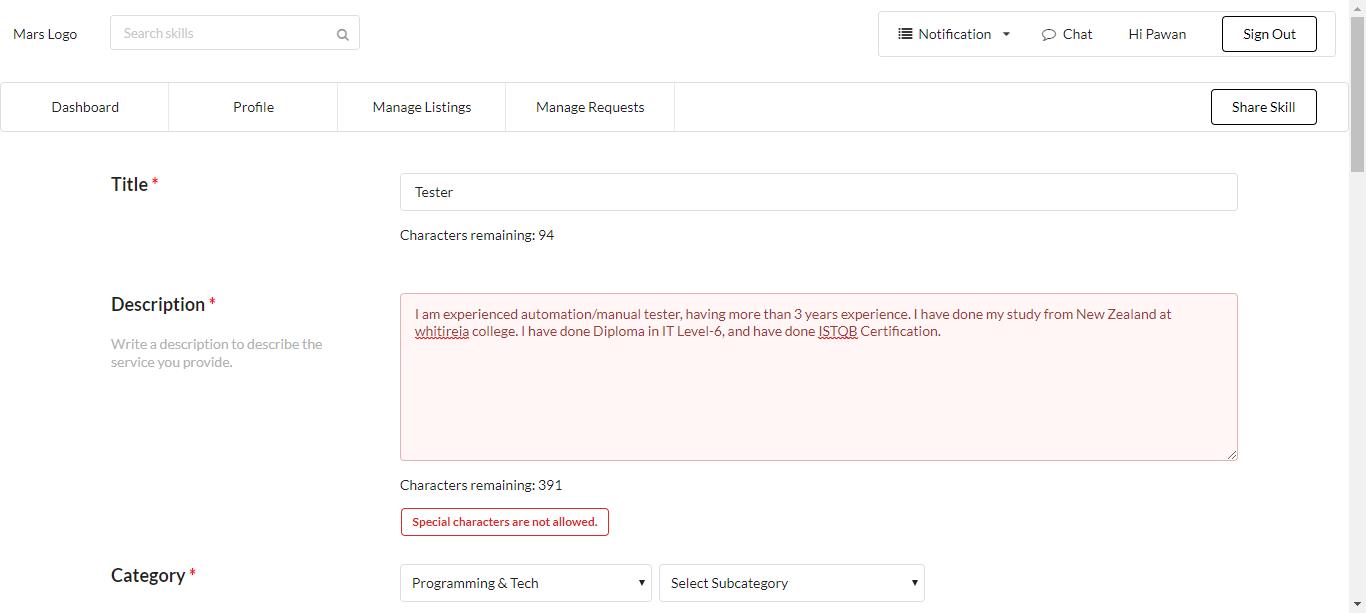 Mars Logo
Search skills
Notification
Chat
Hi Pawan
Sign Out
Dashboard
Profile
Manage Listings
Manage Requests
Share Skill
Title *
Tester
Characters remaining: 94
Description *
Write a description to describe the
service you provide.
I am experienced automation/manual tester, having more than 3 years experience. I have done my study from New Zealand at
whitireia college. I have done Diploma in IT Level-6, and have done ISTQB Certification.
Characters remaining: 391
Special characters are not allowed.
Category *
Programming & Tech
Select Subcategory